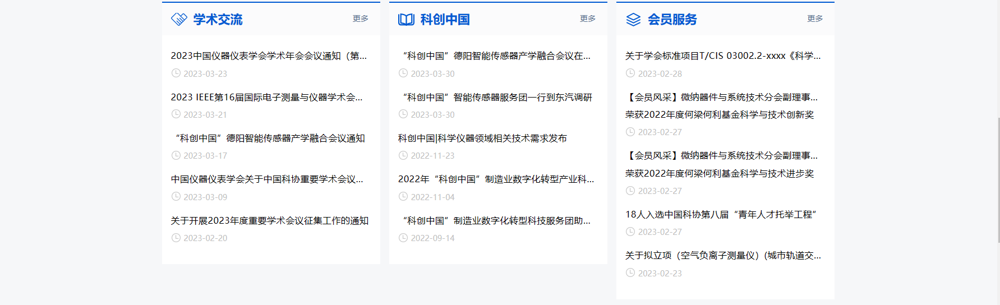 学术交流
更多
2023中国仪器仪表学会学术年会会议通知（第...
2023-03-23
2023 IEEE第16届国际电子测量与仪器学术会...
2023-03-21
“科创中国”德阳智能传感器产学融合会议通知
2023-03-17
中国仪器仪表学会关于中国科协重要学术会议...
2023-03-09
关于开展2023年度重要学术会议征集工作的通知
2023-02-20
科创中国
更多
“科创中国”德阳智能传感器产学融合会议在...
2023-03-30
“科创中国”智能传感器服务团一行到东汽调研
2023-03-30
科创中国|科学仪器领域相关技术需求发布
2022-11-23
2022年“科创中国”制造业数字化转型产业科...
2022-11-04
“科创中国”制造业数字化转型科技服务团助...
2022-09-14
会员服务
更多
关于学会标准项目T/CIS 03002.2-xxxx《科学...
2023-02-28
【会员风采】微纳器件与系统技术分会副理事...
荣获2022年度何梁何利基金科学与技术创新奖
2023-02-27
【会员风采】微纳器件与系统技术分会副理事...
荣获2022年度何梁何利基金科学与技术进步奖
2023-02-27
18人入选中国科协第八届“青年人才托举工程”
2023-02-27
关于拟立项（空气负离子测量仪）(城市轨道交...
2023-02-23